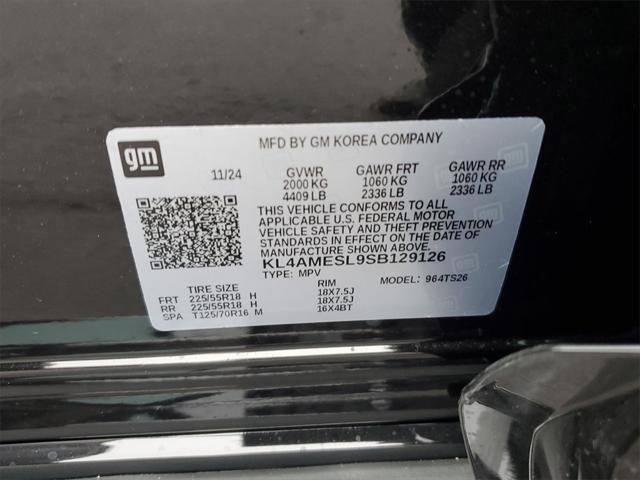 gm
MFD BY GM KOREA COMPANY
11/24 GVWR GAWR FRT GAWR RR
2000 KG 1060 KG 1060 KG
4409 LB 2336 LB 2336 LB
THIS VEHICLE CONFORMS TO ALL
APPLICABLE U.S. FEDERAL MOTOR
VEHICLE SAFETY AND THEFT PREVENTION
STANDARDS IN EFFECT ON THE DATE OF
MANUFACTURE SHOWN ABOVE.
KL4AMESL9SB129126
TYPE: MPV MODEL: 964TS26
TIRE SIZE RIM
FRT 225/55R18 H 18X7.5J
RR 225/55R18 H 18X7.5J
SPA T125/70R16 M 16X4BT